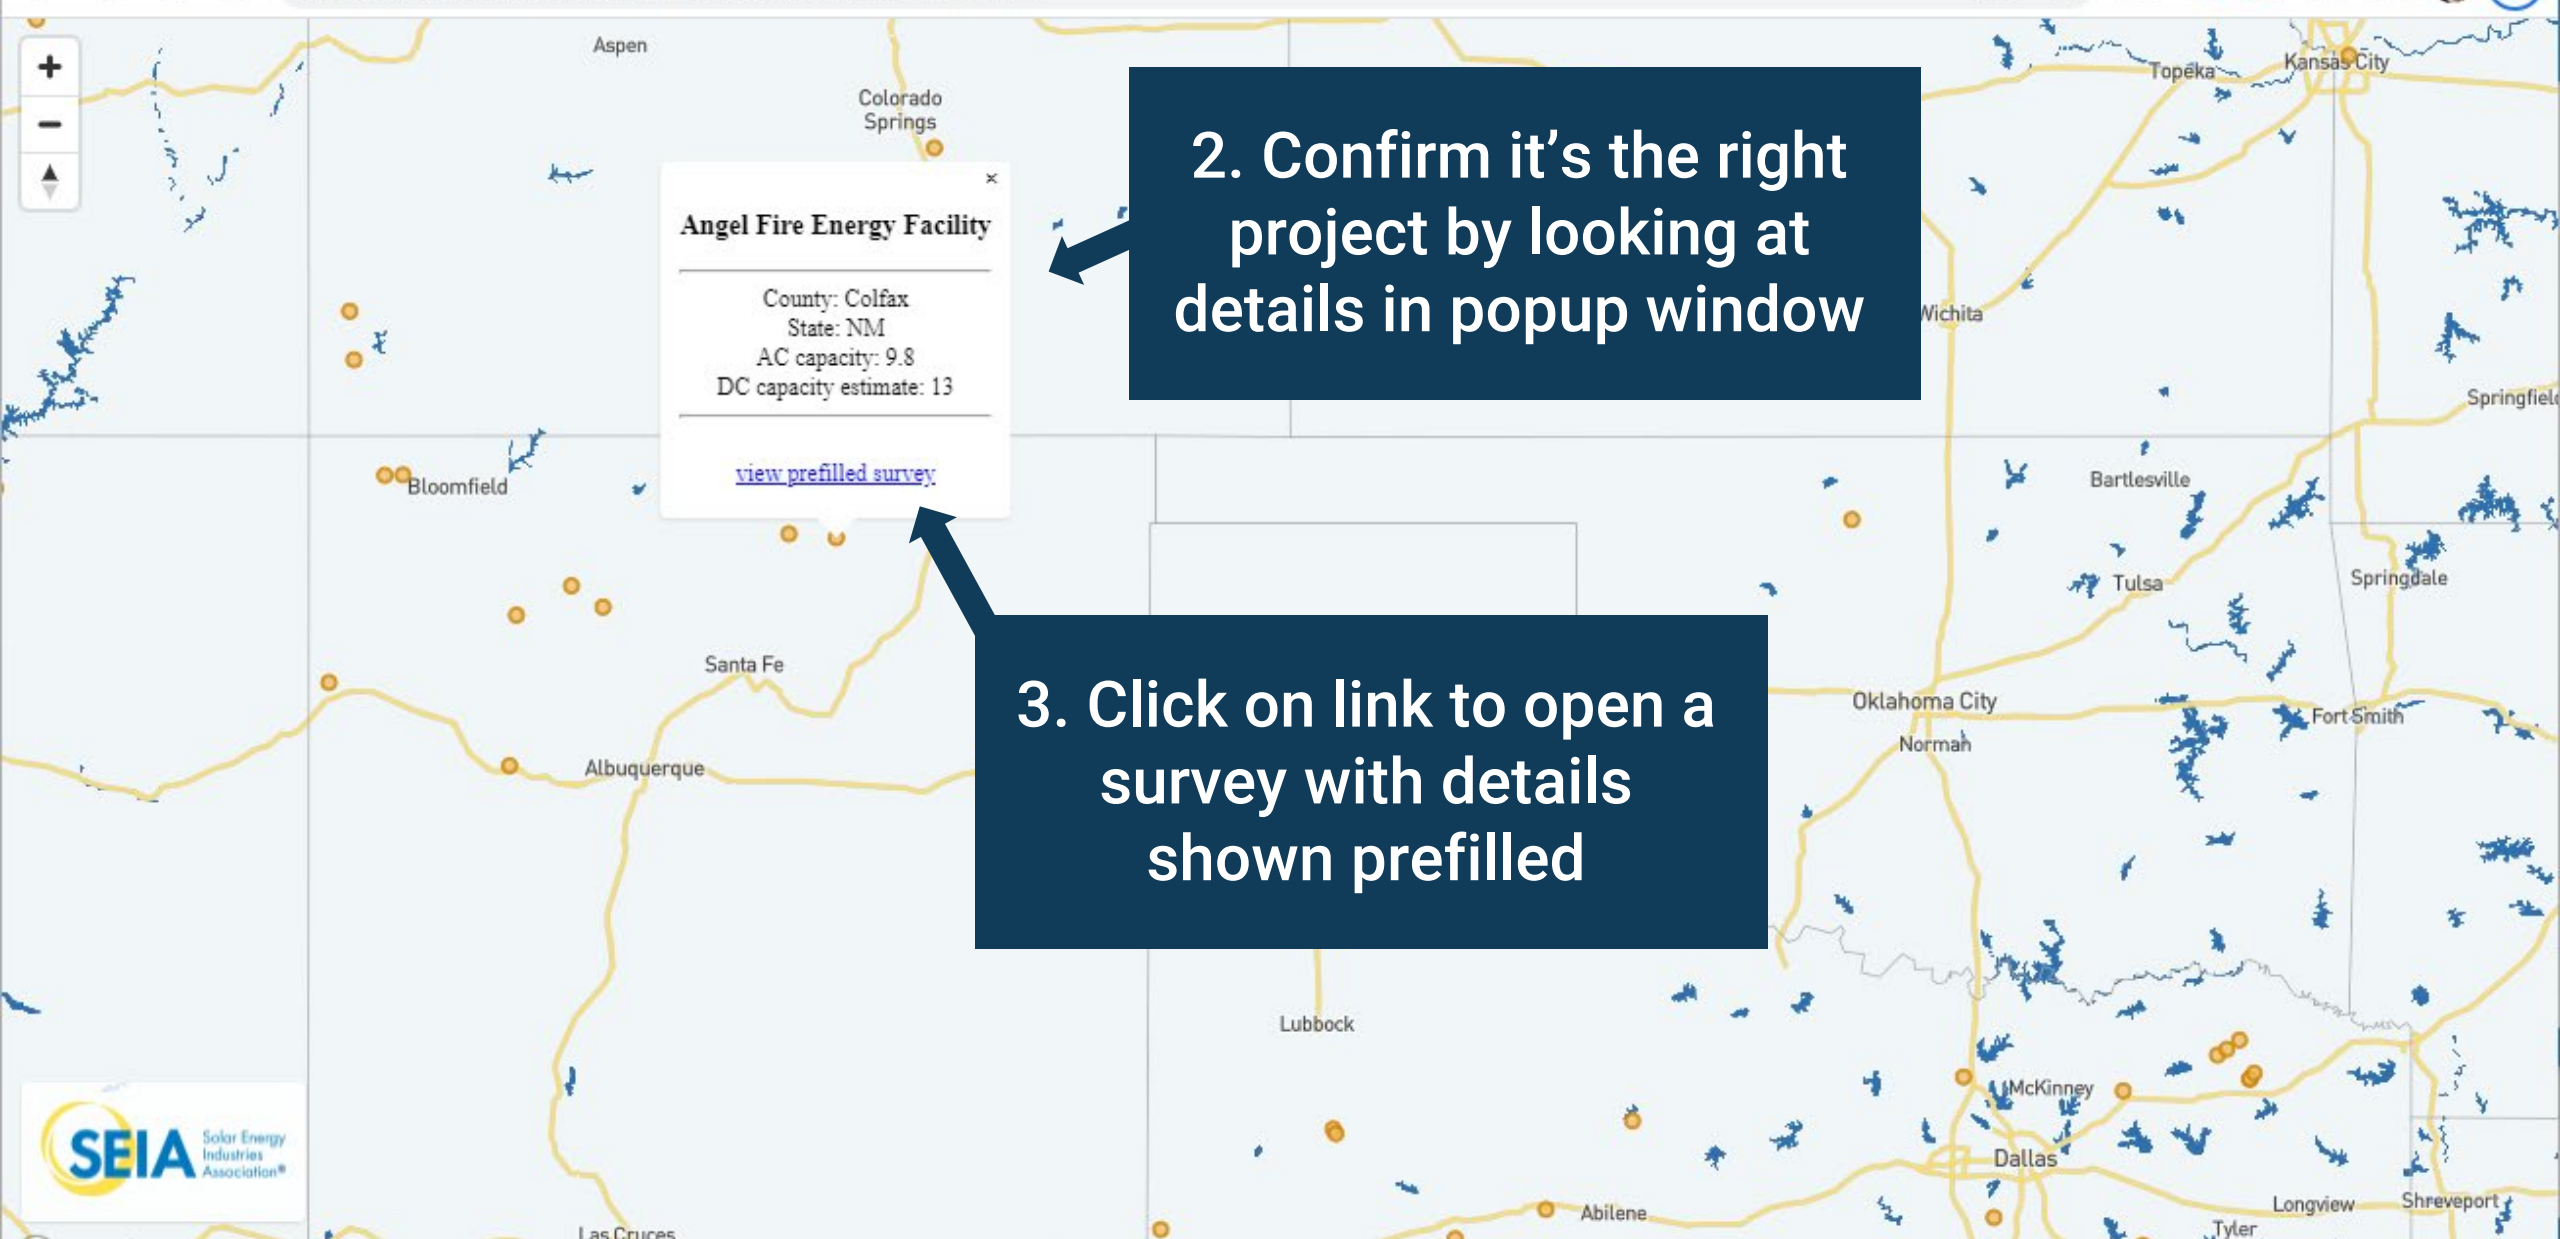 Aspen
Colorado
Springs
Topeka
Kansas City
2. Confirm it’s the right
project by looking at
details in popup window
×
Angel Fire Energy Facility
County: Colfax
State: NM
AC capacity: 9.8
DC capacity estimate: 13
view prefilled survey
Wichita
Springfield
Bloomfield
Bartlesville
Tulsa
Springdale
Santa Fe
3. Click on link to open a
survey with details
shown prefilled
Oklahoma City
Fort Smith
Norman
Albuquerque
Lubbock
McKinney
SEIA
Solar Energy
Industries
Association®
Dallas
Abilene
Longview
Shreveport
Tyler
Las Cruces